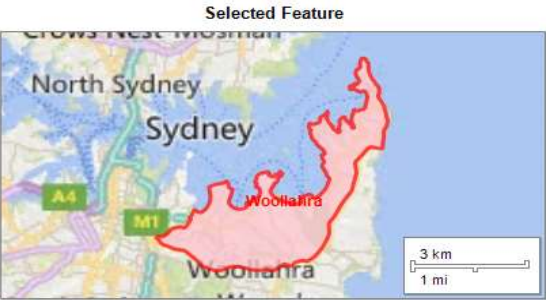 Selected Feature
Crows Nest Mosman
North Sydney
Sydney
A4
Woollahra
M1
Woollahra
3 km
1 mi